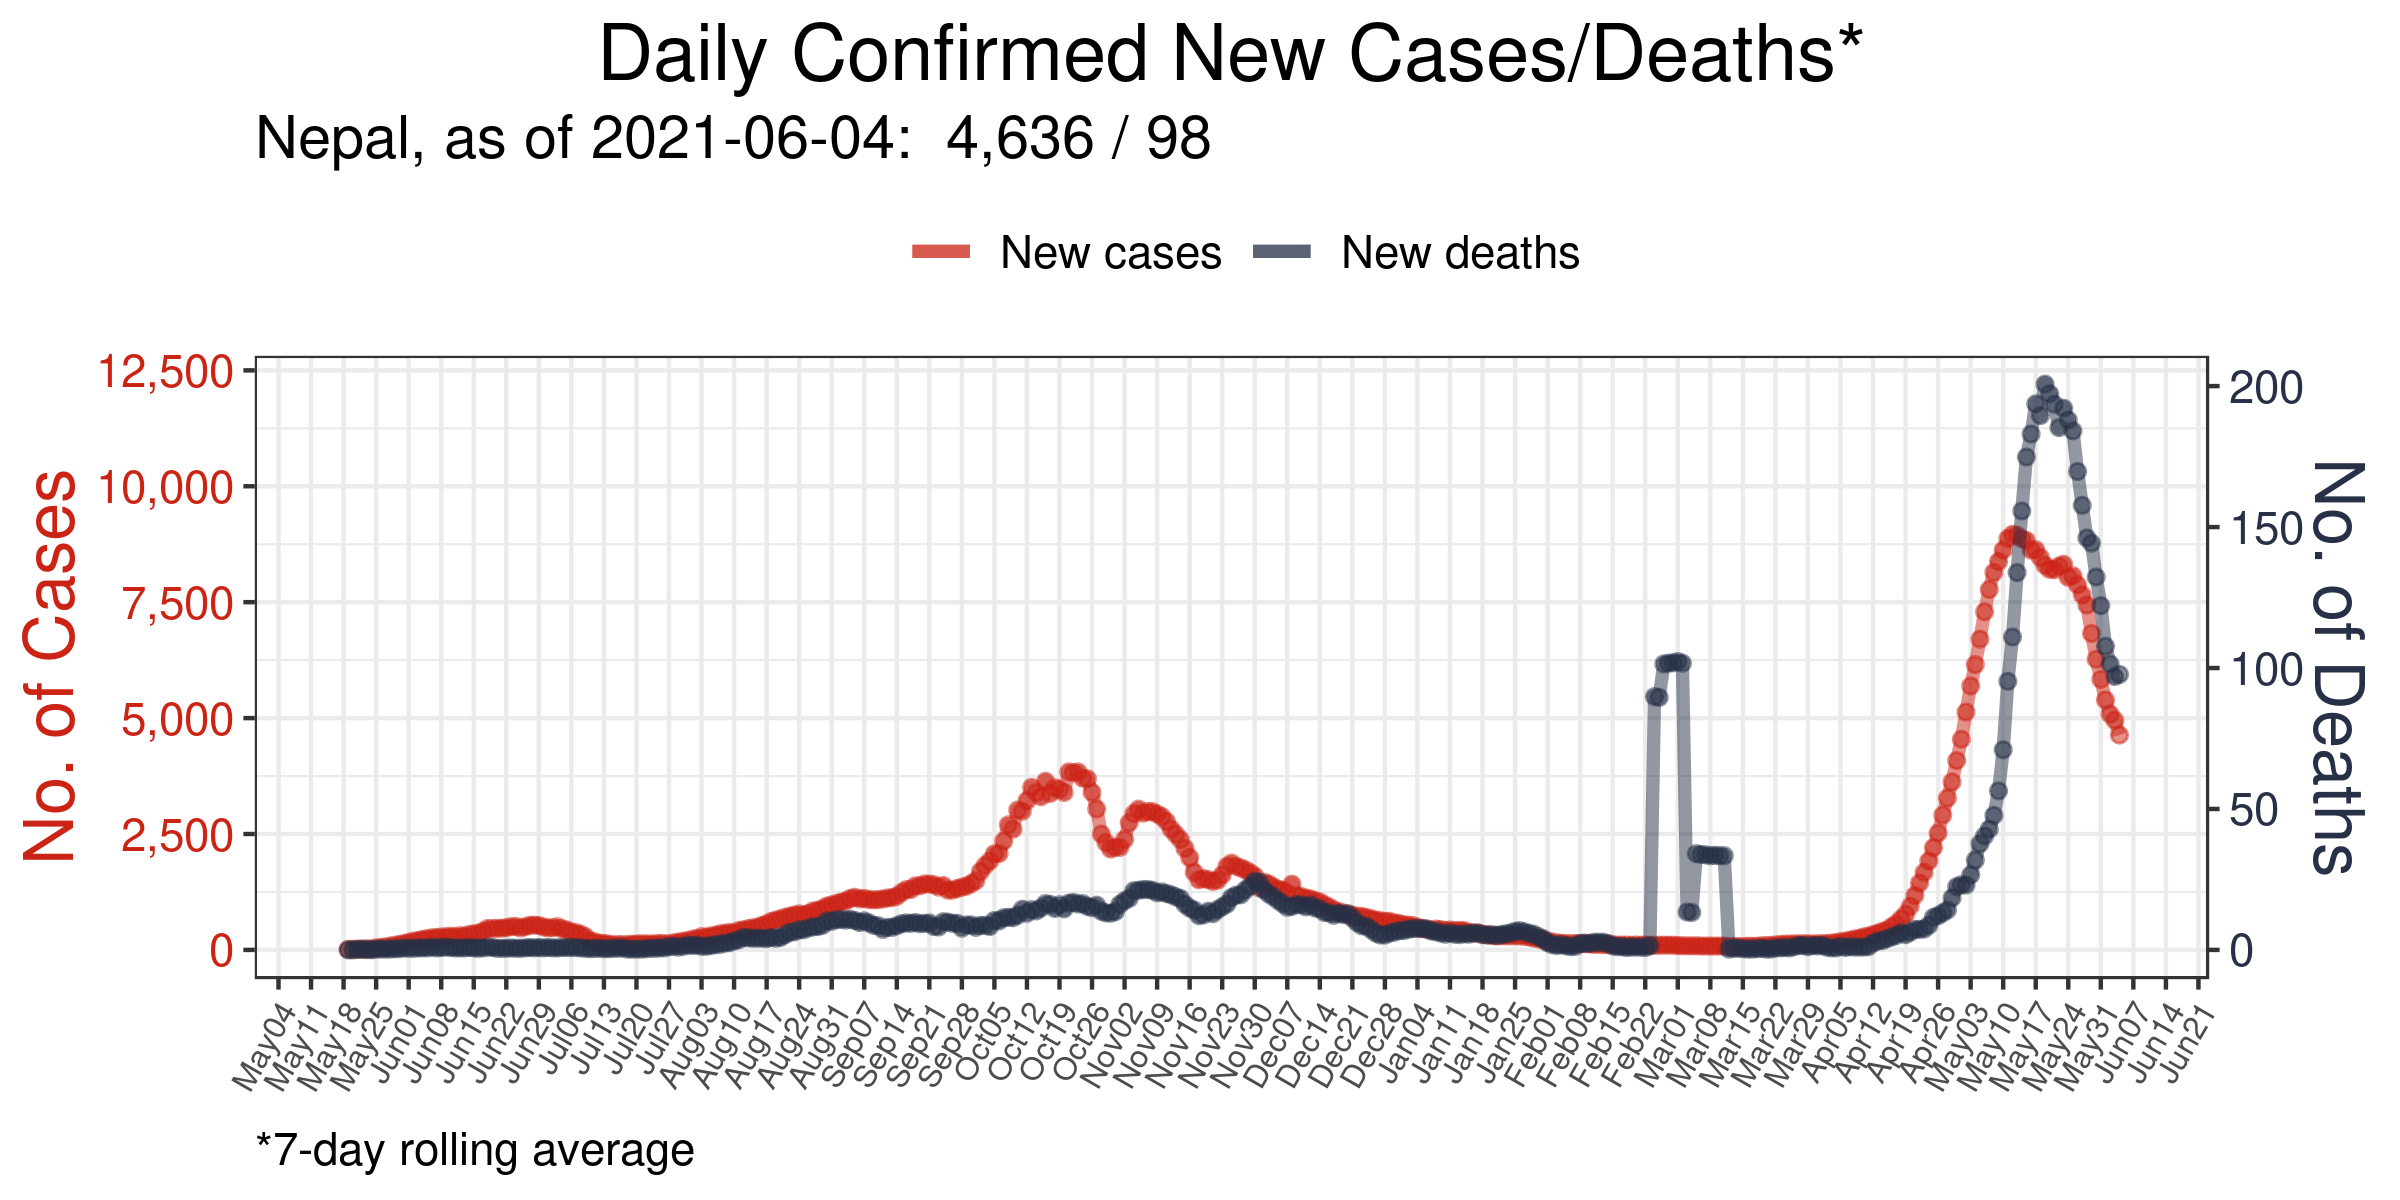 Daily Confirmed New Cases/Deaths*
Nepal, as of 2021-06-04:  4,636 / 98
New cases
New deaths
No. of Cases
12,500
10,000
7,500
5,000
2,500
0
200
150
100
50
0
No. of Deaths
May04
May11
May18
May25
Jun01
Jun08
Jun15
Jun22
Jun29
Jul06
Jul13
Jul20
Jul27
Aug03
Aug10
Aug17
Aug24
Aug31
Sep07
Sep14
Sep21
Sep28
Oct05
Oct12
Oct19
Oct26
Nov02
Nov09
Nov16
Nov23
Nov30
Dec07
Dec14
Dec21
Dec28
Jan04
Jan11
Jan18
Jan25
Feb01
Feb08
Feb15
Feb22
Mar01
Mar08
Mar15
Mar22
Mar29
Apr05
Apr12
Apr19
Apr26
May03
May10
May17
May24
May31
Jun07
Jun14
Jun21
*7-day rolling average